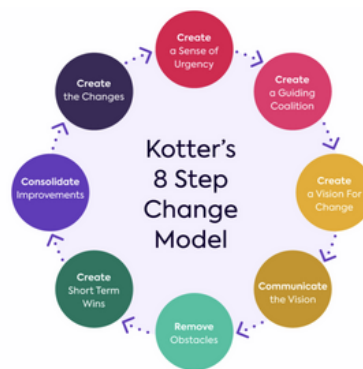 Kotter's
8 Step
Change
Model
Create
a Sense of
Urgency
Create
a Guiding
Coalition
Create
a Vision For
Change
Communicate
the Vision
Remove
Obstacles
Create
Short Term
Wins
Consolidate
Improvements
Create
the Changes